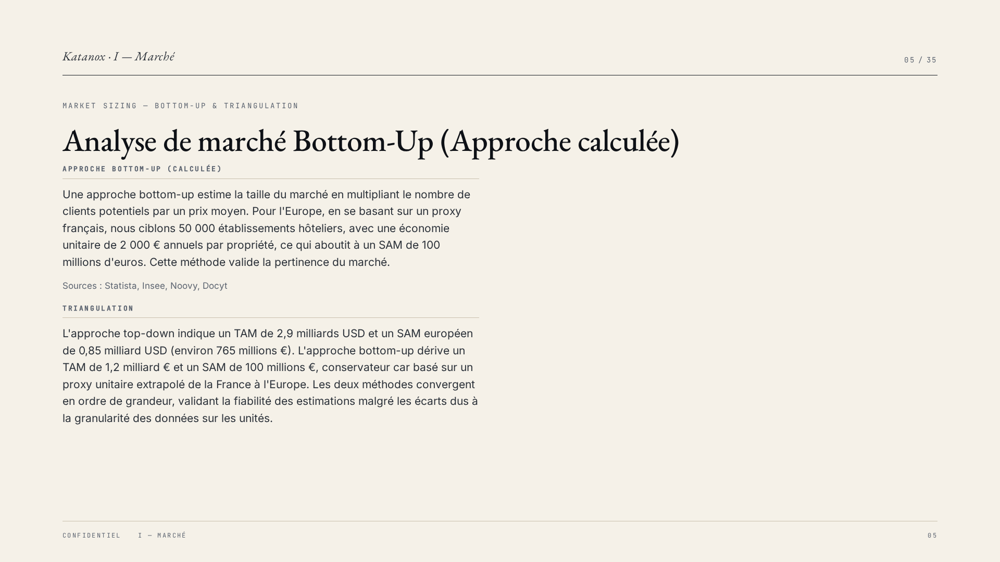 Katanox · I — Marché
05 / 35
MARKET SIZING — BOTTOM-UP & TRIANGULATION
Analyse de marché Bottom-Up (Approche calculée)
APPROCHE BOTTOM-UP (CALCULÉE)
Une approche bottom-up estime la taille du marché en multipliant le nombre de
clients potentiels par un prix moyen. Pour l'Europe, en se basant sur un proxy
français, nous ciblons 50 000 établissements hôteliers, avec une économie
unitaire de 2 000 € annuels par propriété, ce qui aboutit à un SAM de 100
millions d'euros. Cette méthode valide la pertinence du marché.
Sources : Statista, Insee, Noovy, Docyt
TRIANGULATION
L'approche top-down indique un TAM de 2,9 milliards USD et un SAM européen
de 0,85 milliard USD (environ 765 millions €). L'approche bottom-up dérive un
TAM de 1,2 milliard € et un SAM de 100 millions €, conservateur car basé sur un
proxy unitaire extrapolé de la France à l'Europe. Les deux méthodes convergent
en ordre de grandeur, validant la fiabilité des estimations malgré les écarts dus à
la granularité des données sur les unités.
CONFIDENTIEL I — MARCHÉ
05